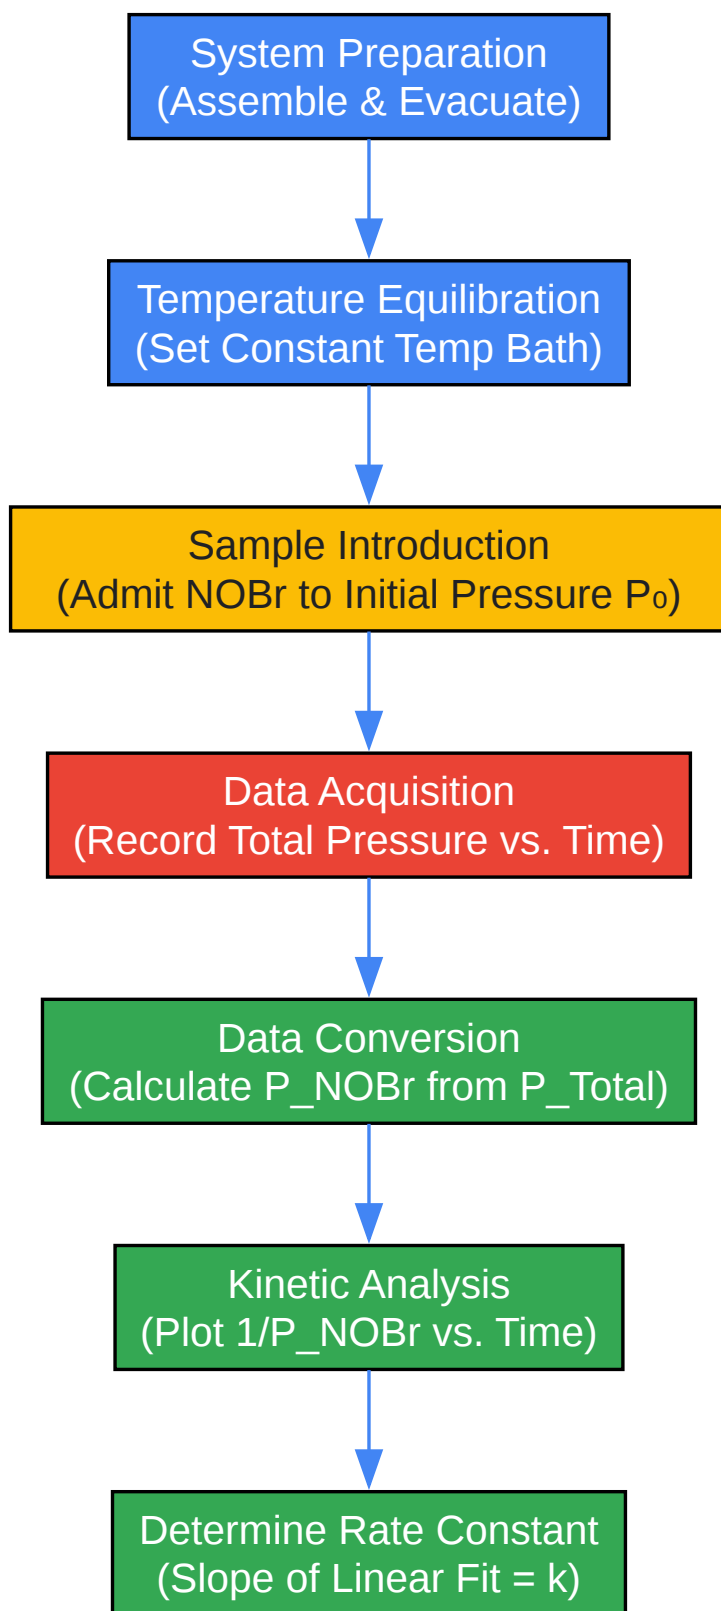 System Preparation
(Assemble & Evacuate)
Temperature Equilibration
(Set Constant Temp Bath)
Sample Introduction
(Admit NOBr to Initial Pressure P₀)
Data Acquisition
(Record Total Pressure vs. Time)
Data Conversion
(Calculate P_NOBr from P_Total)
Kinetic Analysis
(Plot 1/P_NOBr vs. Time)
Determine Rate Constant
(Slope of Linear Fit = k)